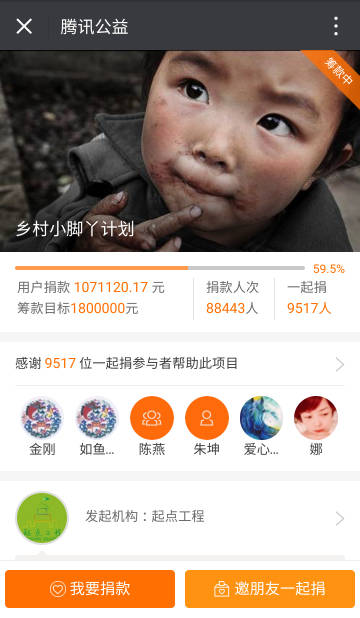 腾讯公益
筹款中
乡村小脚丫计划
59.5%
用户捐款 1071120.17 元
捐款人次
一起捐
筹款目标1800000元
88443人
9517人
感谢 9517 位一起捐参与者帮助此项目
金刚
如鱼...
陈燕
朱坤
爱心...
娜
起点工程
发起机构：起点工程
我要捐款
邀朋友一起捐